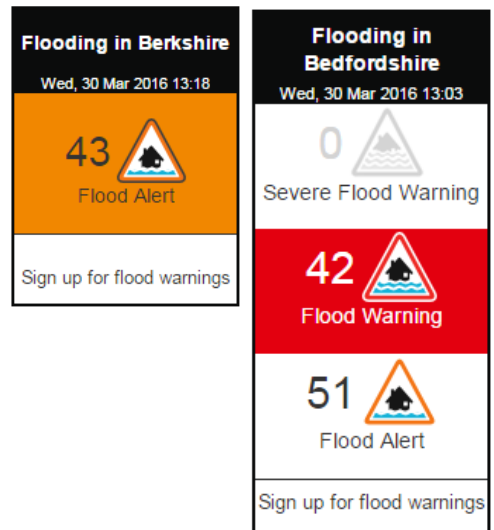 Flooding in Berkshire
Wed, 30 Mar 2016 13:18
43
Flood Alert
Sign up for flood warnings
Flooding in
Bedfordshire
Wed, 30 Mar 2016 13:03
0
Severe Flood Warning
42
Flood Warning
51
Flood Alert
Sign up for flood warnings